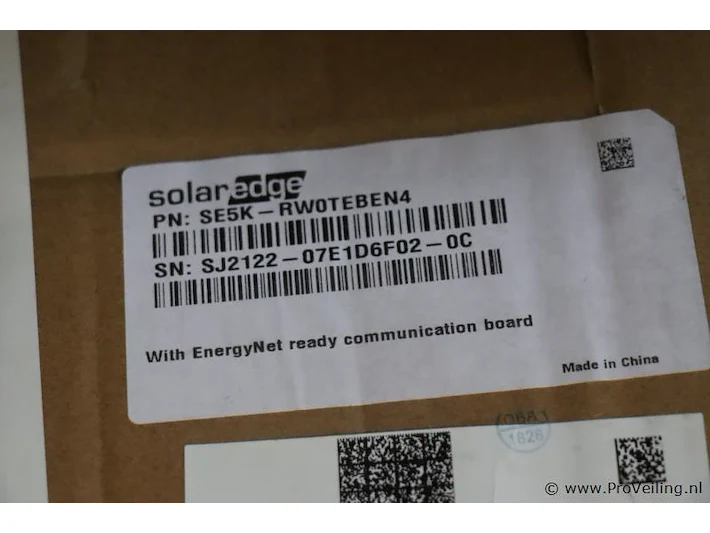 solaredge
PN: SE5K-RW0TEBEN4
SN: SJ2122-07E1D6F02-0C
With EnergyNet ready communication board
Made in China
1826
© www.ProVeiling.nl